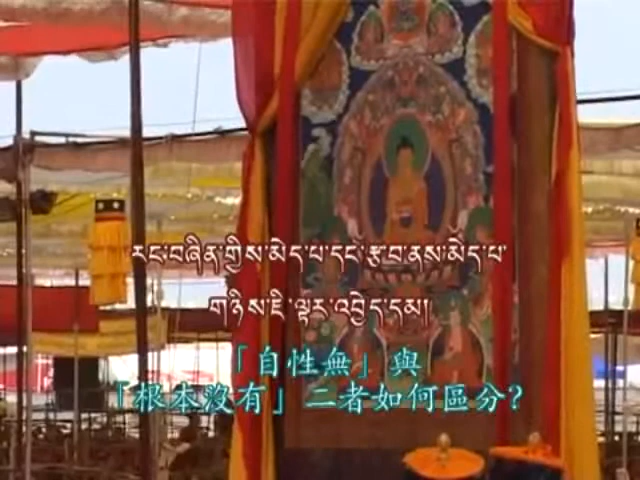 རང་བཞིན་གྱིས་མེད་པ་དང་རྩ་བ་ནས་མེད་པ་
གཉིས་ཇི་ལྟར་འབྱེད་དམ།
「自性無」與
「根本沒有」二者如何區分?